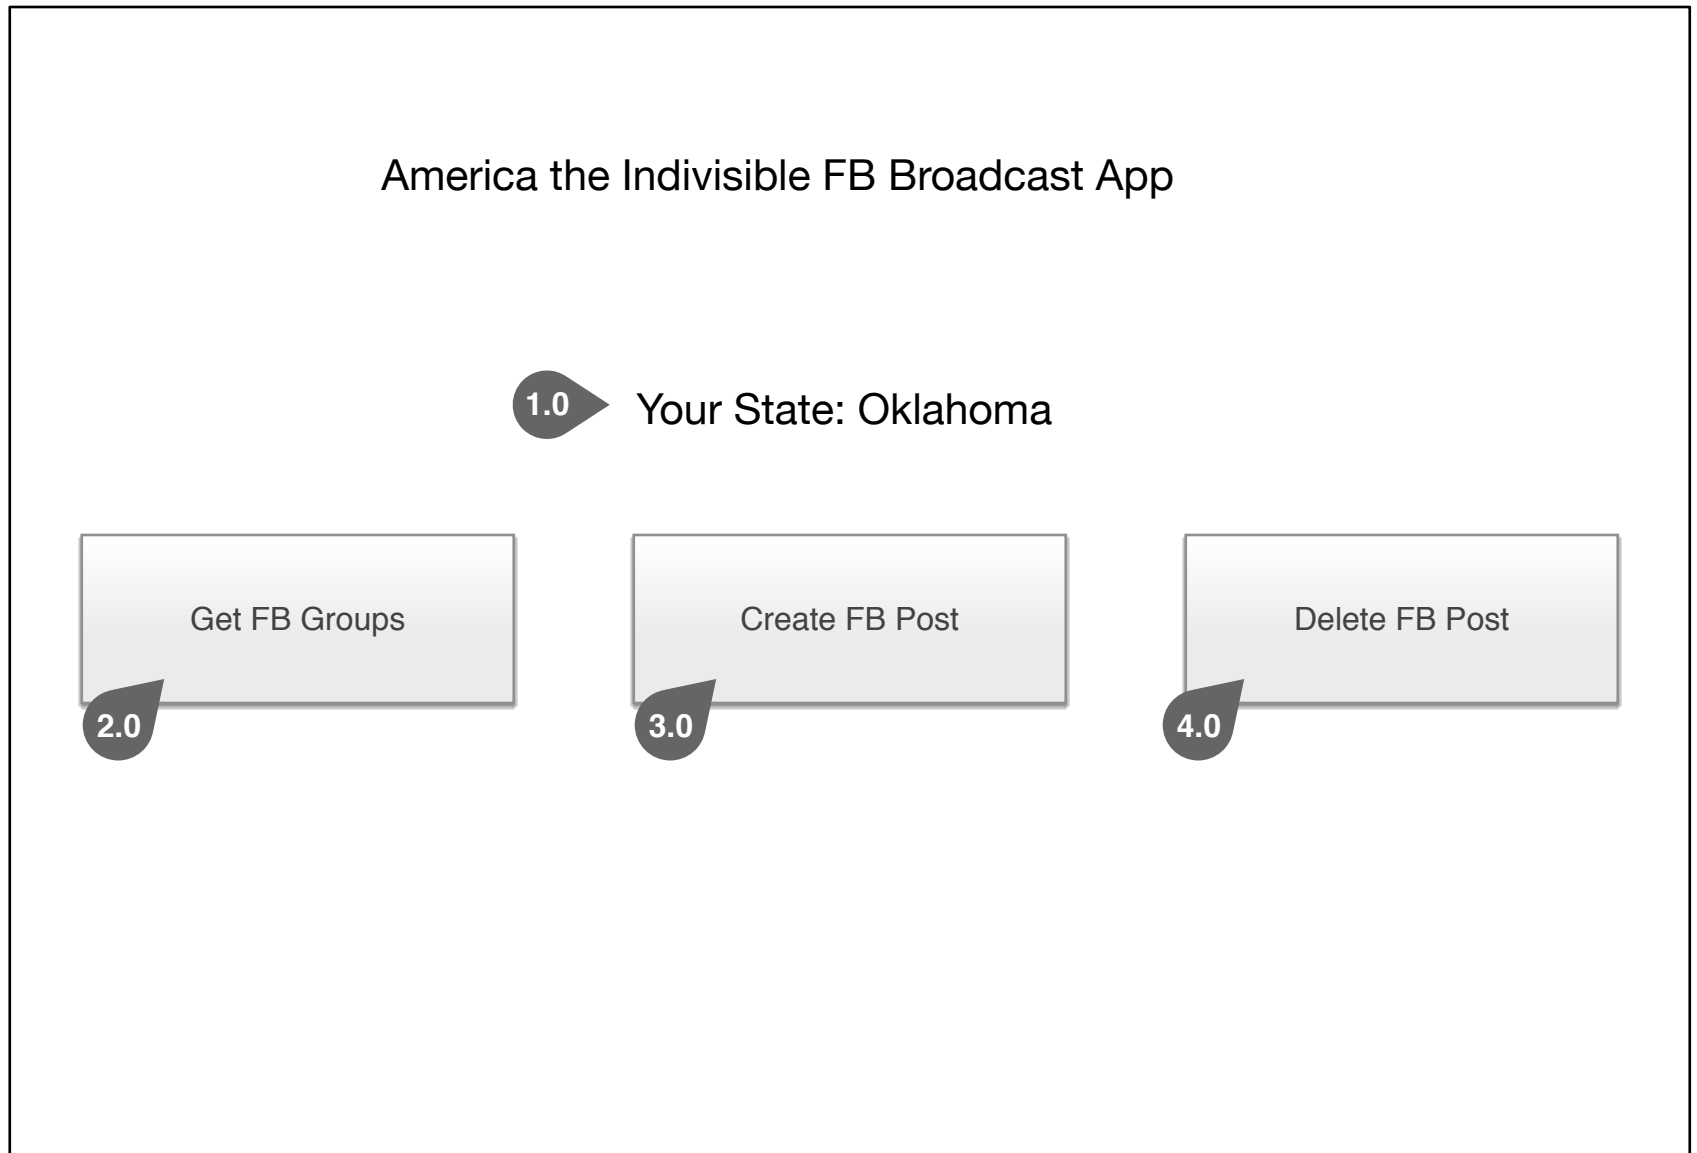 America the Indivisible FB Broadcast App
1.0 Your State: Oklahoma
Get FB Groups
Create FB Post
Delete FB Post
2.0
3.0
4.0